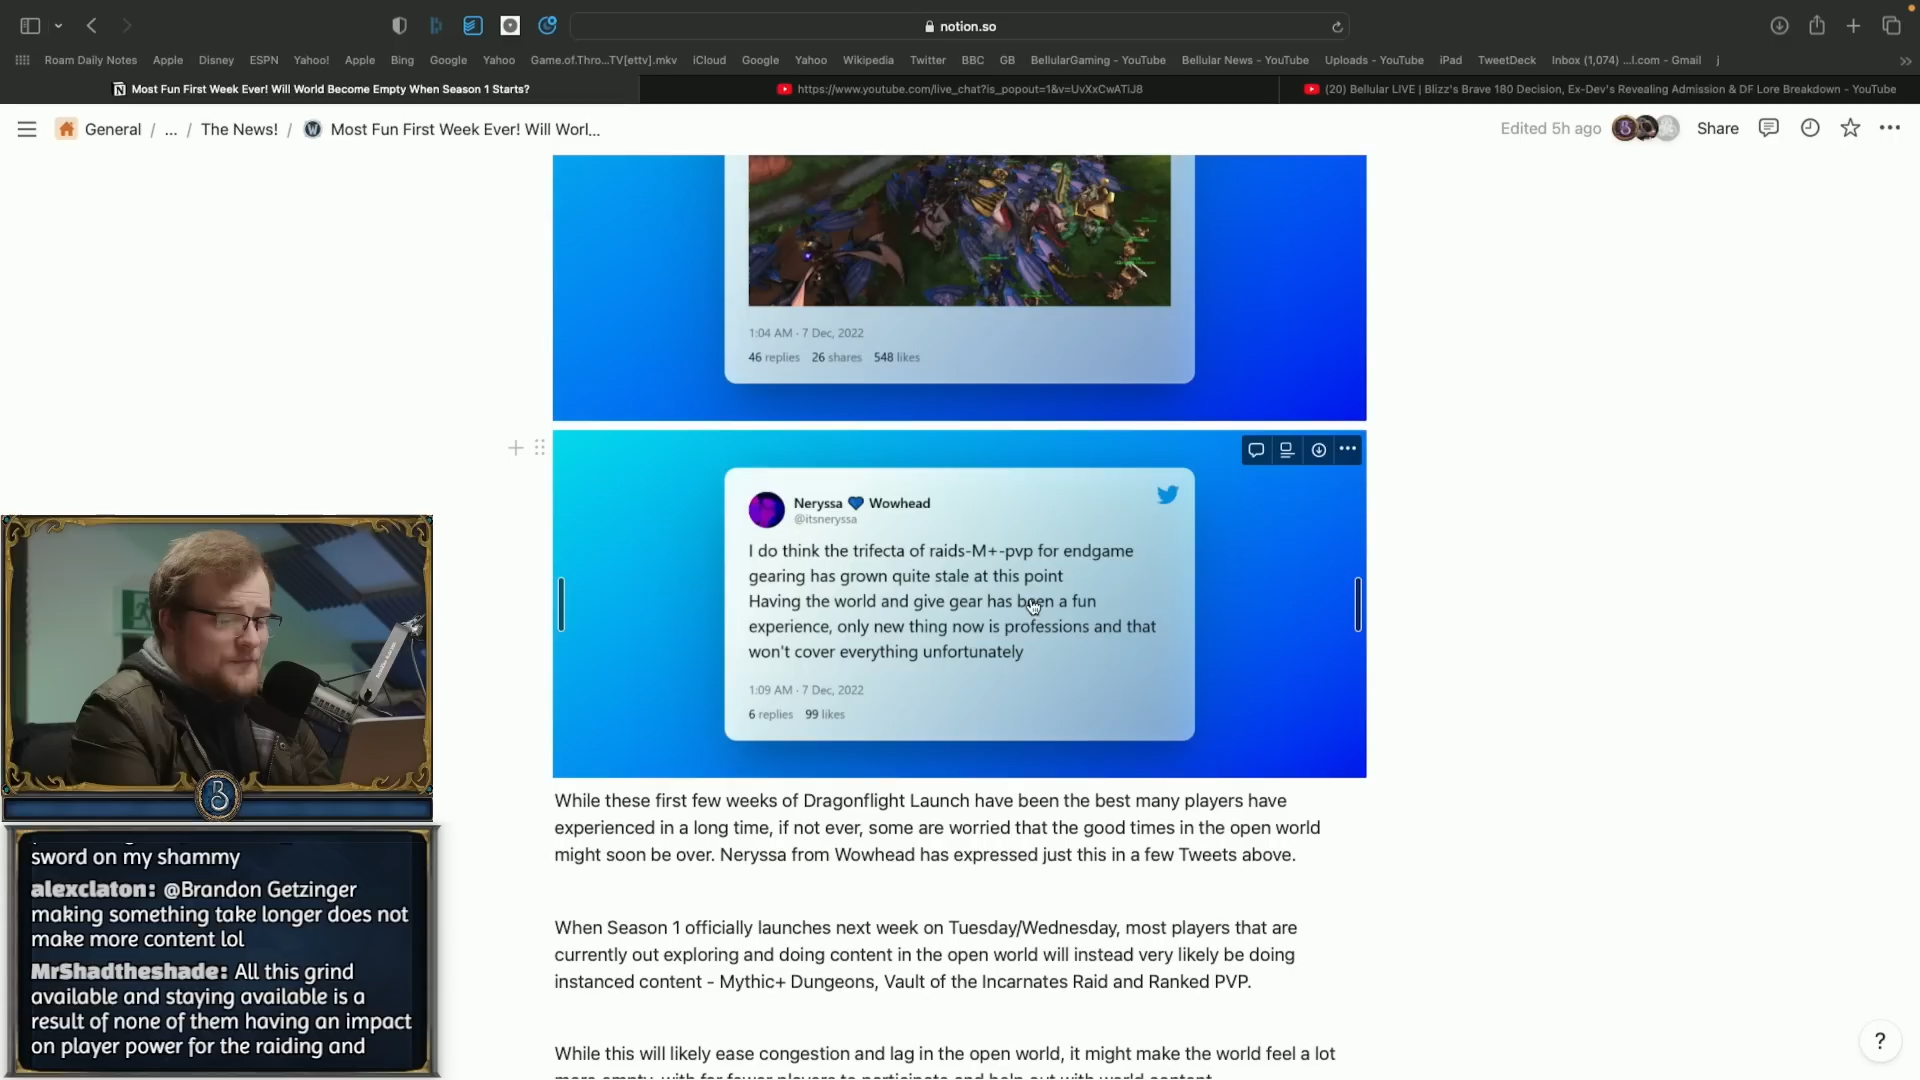 notion.so
Roam Daily Notes Apple Disney ESPN Yahoo! Apple Bing Google Yahoo Game.of.Thro...TV[ettv].mkv iCloud Google Yahoo Wikipedia Twitter BBC GB BellularGaming - YouTube Bellular News - YouTube Uploads - YouTube iPad TweetDeck Inbox (1,074) ...l.com - Gmail j
Most Fun First Week Ever! Will World Become Empty When Season 1 Starts?
https://www.youtube.com/live_chat?is_popout=1&v=UvXxCwATiJ8
(20) Bellular LIVE | Blizz's Brave 180 Decision, Ex-Dev's Revealing Admission & DF Lore Breakdown - YouTube
General / ... / The News! / Most Fun First Week Ever! Will Worl...
Edited 5h ago Share
1:04 AM · 7 Dec, 2022
46 replies 26 shares 548 likes
Neryssa 💙 Wowhead
@itsneryssa
I do think the trifecta of raids-M+-pvp for endgame
gearing has grown quite stale at this point
Having the world and give gear has been a fun
experience, only new thing now is professions and that
won't cover everything unfortunately
1:09 AM · 7 Dec, 2022
6 replies 99 likes
While these first few weeks of Dragonflight Launch have been the best many players have
experienced in a long time, if not ever, some are worried that the good times in the open world
might soon be over. Neryssa from Wowhead has expressed just this in a few Tweets above.
When Season 1 officially launches next week on Tuesday/Wednesday, most players that are
currently out exploring and doing content in the open world will instead very likely be doing
instanced content - Mythic+ Dungeons, Vault of the Incarnates Raid and Ranked PVP.
While this will likely ease congestion and lag in the open world, it might make the world feel a lot
more empty, with far fewer players to participate and help out with world content.
?
B
sword on my shammy
alexclaton: @Brandon Getzinger
making something take longer does not
make more content lol
MrShadtheshade: All this grind
available and staying available is a
result of none of them having an impact
on player power for the raiding and